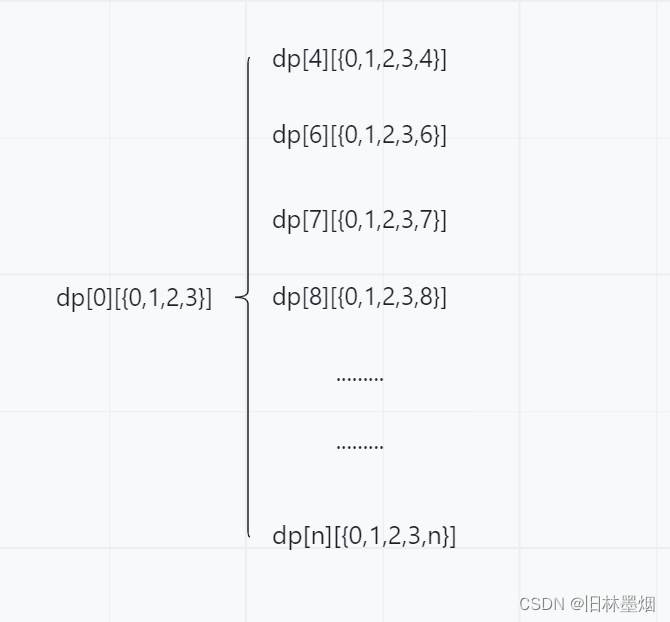 dp[4][{0,1,2,3,4}]
dp[6][{0,1,2,3,6}]
dp[7][{0,1,2,3,7}]
dp[0][{0,1,2,3}]
dp[8][{0,1,2,3,8}]
.........
.........
dp[n][{0,1,2,3,n}]
CSDN @旧林墨烟